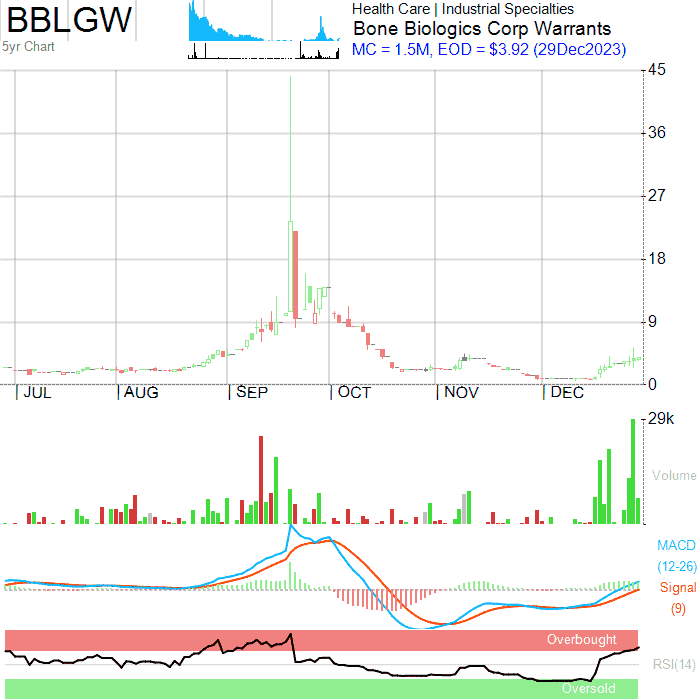 BBLGW
5yr Chart
Health Care | Industrial Specialties
Bone Biologics Corp Warrants
MC = 1.5M, EOD = $3.92 (29Dec2023)
45
36
27
18
9
0
JUL AUG SEP OCT NOV DEC
29k
Volume
MACD
(12-26)
Signal
(9)
Overbought
RSI(14)
Oversold